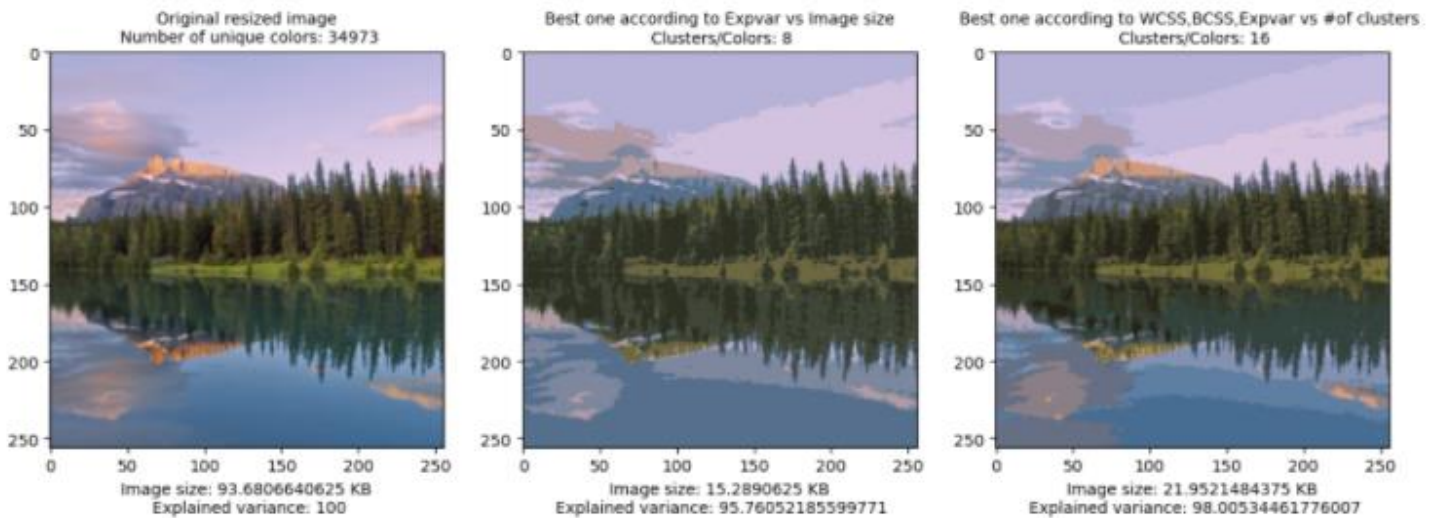 Original resized image
Number of unique colors: 34973
0
50
100
150
200
250
0 50 100 150 200 250
Image size: 93.6806640625 KB
Explained variance: 100
Best one according to Expvar vs Image size
Clusters/Colors: 8
0
50
100
150
200
250
0 50 100 150 200 250
Image size: 15.2890625 KB
Explained variance: 95.76052185599771
Best one according to WCSS,BCSS,Expvar vs #of clusters
Clusters/Colors: 16
0
50
100
150
200
250
0 50 100 150 200 250
Image size: 21.9521484375 KB
Explained variance: 98.00534461776007